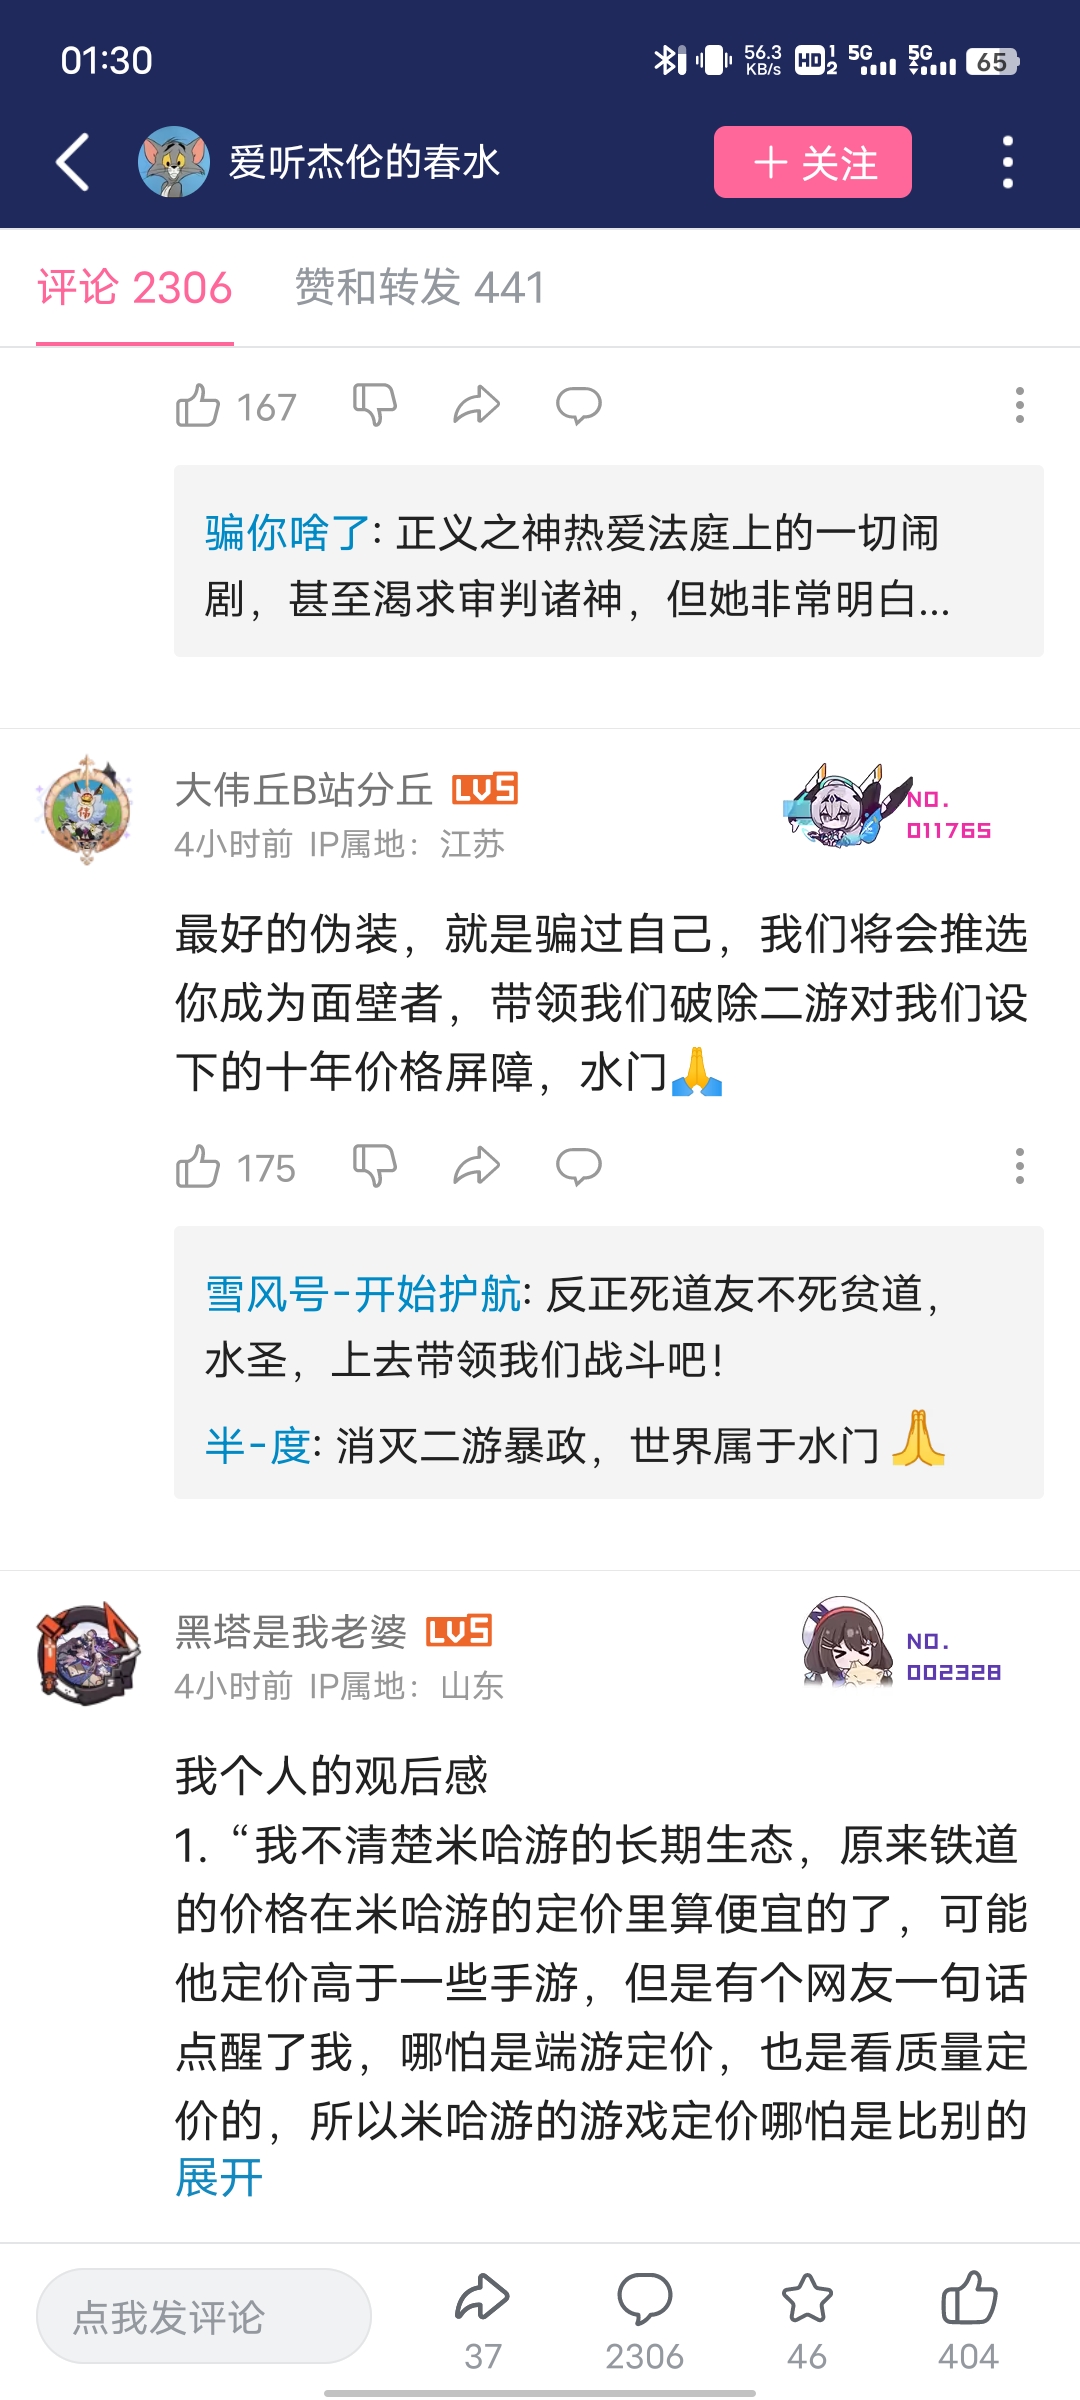 01:30
56.3 KB/s HD 1 2 5G 5G 65
爱听杰伦的春水
+ 关注
评论 2306 赞和转发 441
167
骗你啥了: 正义之神热爱法庭上的一切闹
剧，甚至渴求审判诸神，但她非常明白...
大伟丘B站分丘 LV5
NO.
011765
4小时前 IP属地：江苏
最好的伪装，就是骗过自己，我们将会推选
你成为面壁者，带领我们破除二游对我们设
下的十年价格屏障，水门🙏
175
雪风号-开始护航: 反正死道友不死贫道，
水圣，上去带领我们战斗吧！
半-度: 消灭二游暴政，世界属于水门🙏
黑塔是我老婆 LV5
NO.
002328
4小时前 IP属地：山东
我个人的观后感
1. “我不清楚米哈游的长期生态，原来铁道
的价格在米哈游的定价里算便宜的了，可能
他定价高于一些手游，但是有个网友一句话
点醒了我，哪怕是端游定价，也是看质量定
价的，所以米哈游的游戏定价哪怕是比别的
展开
点我发评论
37 2306 46 404